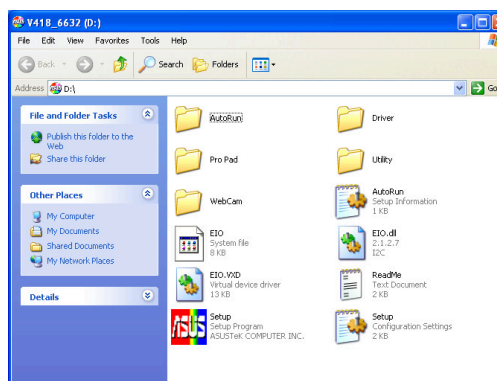 V41B_6632 (D:)
File Edit View Favorites Tools Help
Back Search Folders
Address D:\ Go
File and Folder Tasks
Publish this folder to the
Web
Share this folder
Other Places
My Computer
My Documents
Shared Documents
My Network Places
Details
AutoRun
Driver
Pro Pad
Utility
WebCam
AutoRun
Setup Information
1 KB
EIO
System file
8 KB
EIO.dll
2.1.2.7
I2C
EIO.VXD
Virtual device driver
13 KB
ReadMe
Text Document
2 KB
ASUS
Setup
Setup Program
ASUSTeK COMPUTER INC.
Setup
Configuration Settings
2 KB